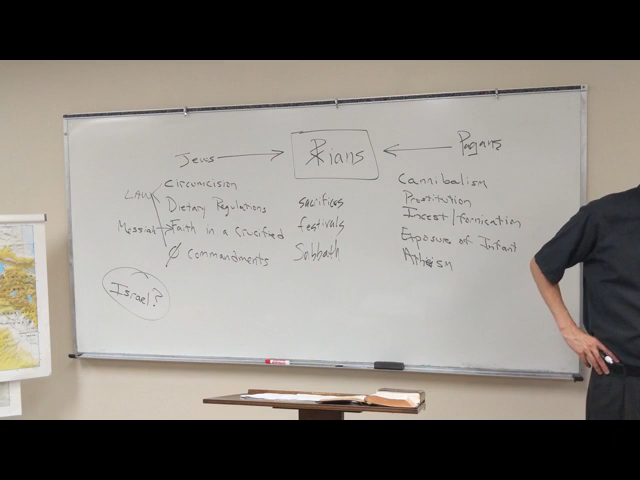 Jews → ☧ians ← Pagans
Circumcision
LAW
Dietary Regulations
Messiah → Faith in a Crucified
∅ Commandments
Israel?
sacrifices
festivals
Sabbath
Cannibalism
Prostitution
Incest/fornication
Exposure of Infant
Atheism